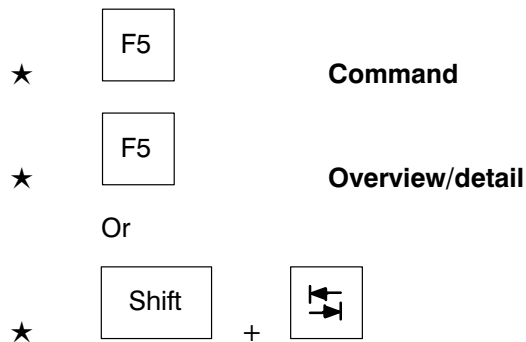 ★ F5 Command
★ F5 Overview/detail
Or
★ Shift +